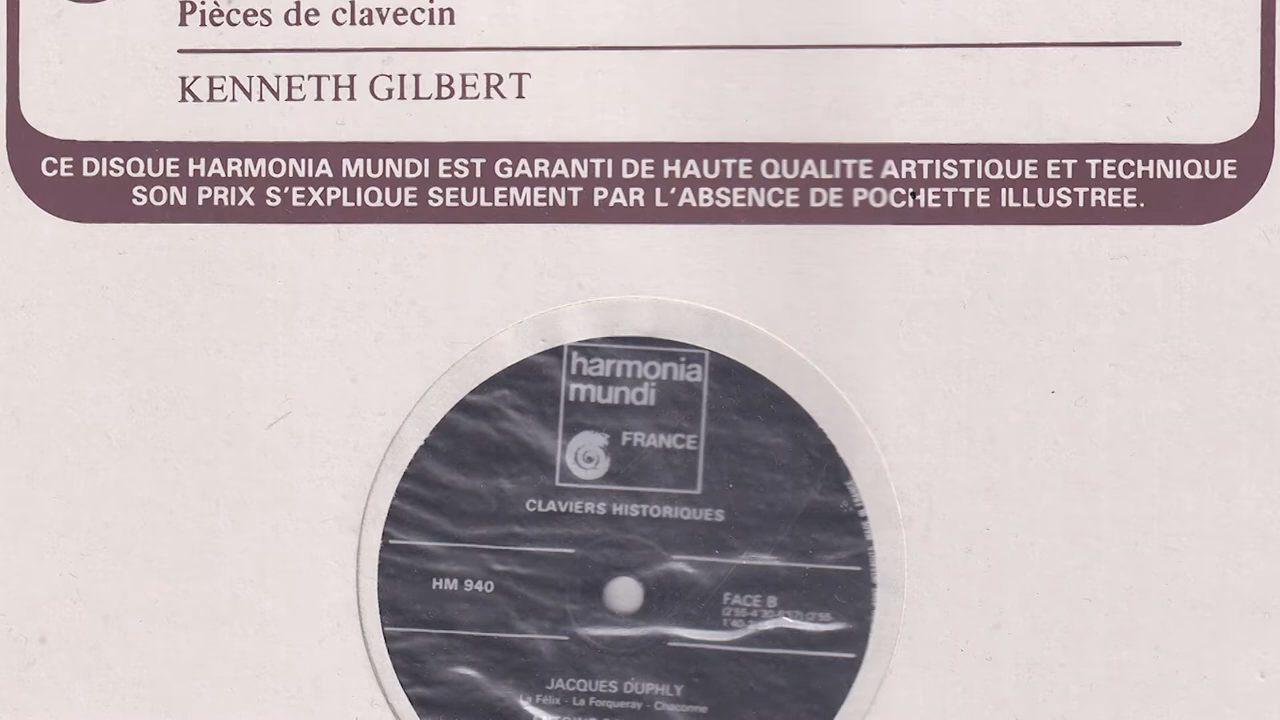 Pièces de clavecin
KENNETH GILBERT
CE DISQUE HARMONIA MUNDI EST GARANTI DE HAUTE QUALITE ARTISTIQUE ET TECHNIQUE
SON PRIX S'EXPLIQUE SEULEMENT PAR L'ABSENCE DE POCHETTE ILLUSTREE.
harmonia
mundi
FRANCE
CLAVIERS HISTORIQUES
HM 940
FACE B
JACQUES DUPHLY
La Félix - La Forqueray - Chaconne